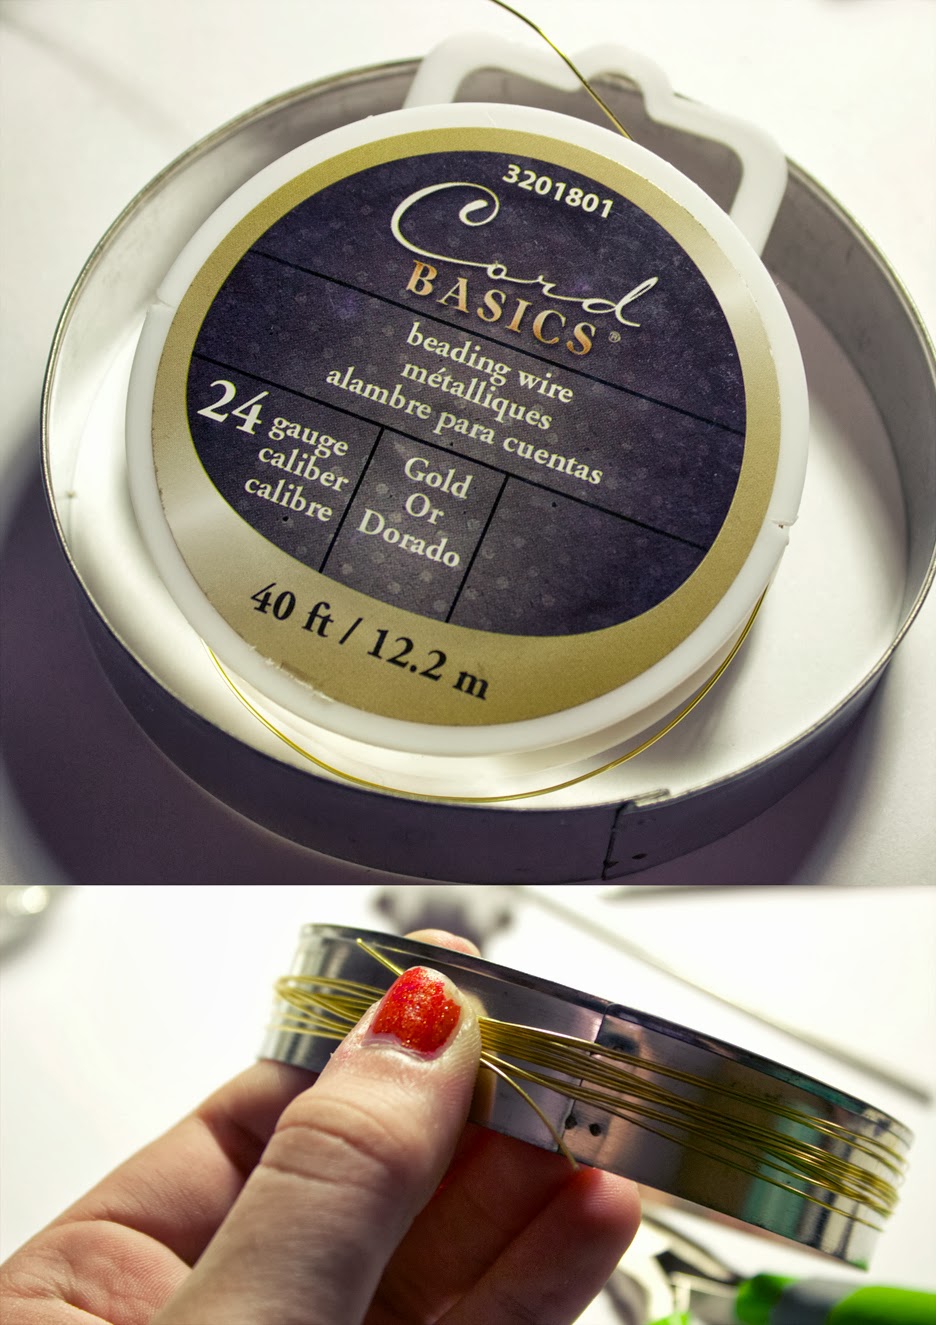 3201801
Cord
BASICS®
beading wire
métalliques
alambre para cuentas
24 gauge
caliber
calibre
Gold
Or
Dorado
40 ft / 12.2 m